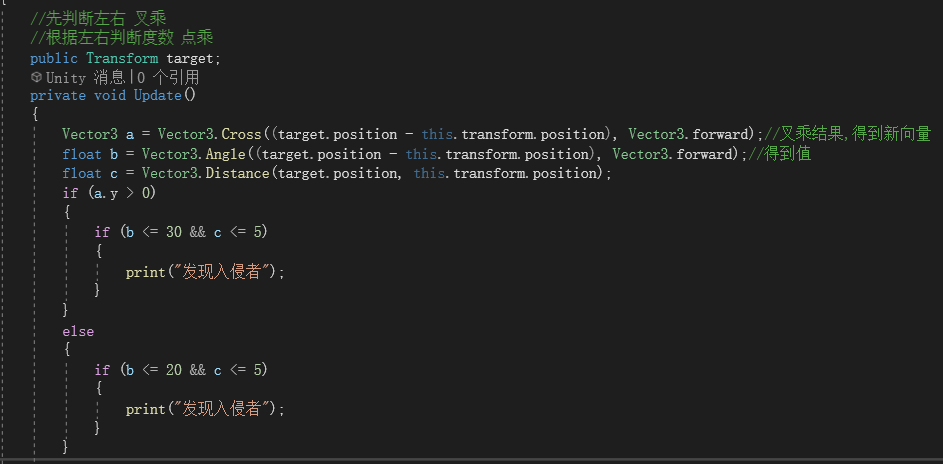 {
//先判断左右 叉乘
//根据左右判断度数 点乘
public Transform target;
Unity 消息|0 个引用
private void Update()
{
Vector3 a = Vector3.Cross((target.position - this.transform.position), Vector3.forward);//叉乘结果,得到新向量
float b = Vector3.Angle((target.position - this.transform.position), Vector3.forward);//得到值
float c = Vector3.Distance(target.position, this.transform.position);
if (a.y > 0)
{
if (b <= 30 && c <= 5)
{
print("发现入侵者");
}
}
else
{
if (b <= 20 && c <= 5)
{
print("发现入侵者");
}
}